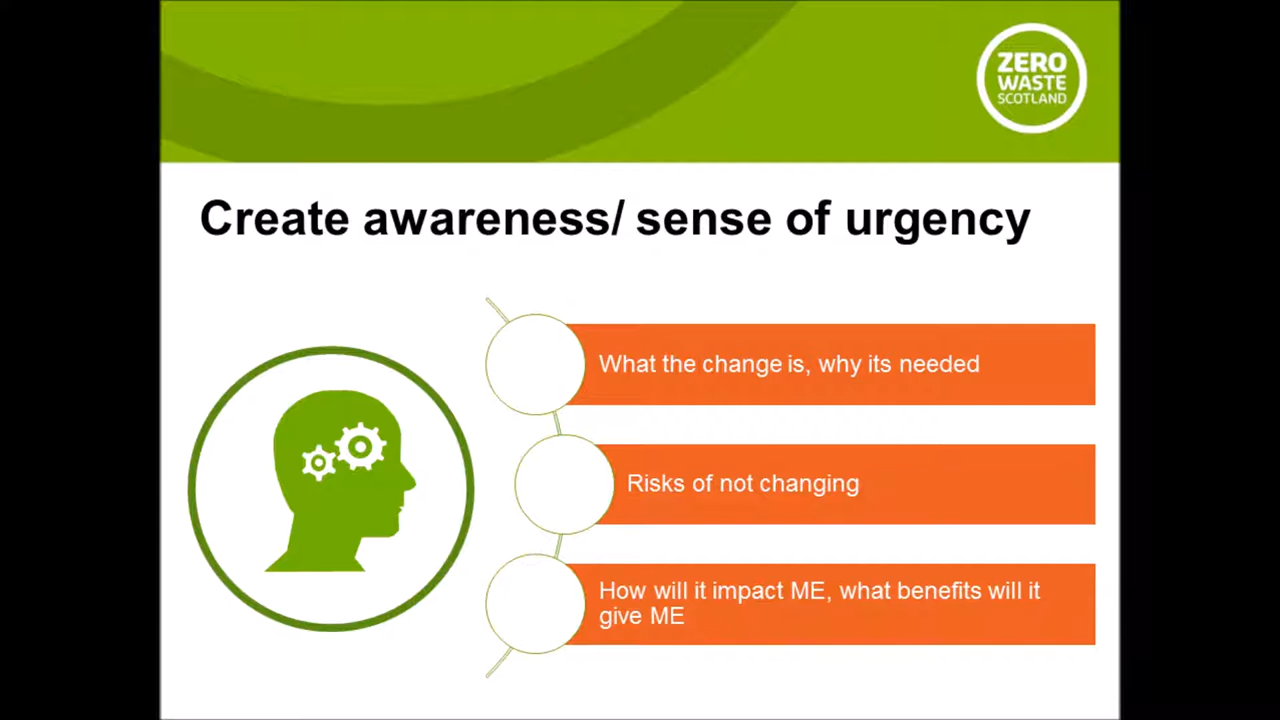 ZERO
WASTE
SCOTLAND
Create awareness/ sense of urgency
What the change is, why its needed
Risks of not changing
How will it impact ME, what benefits will it
give ME